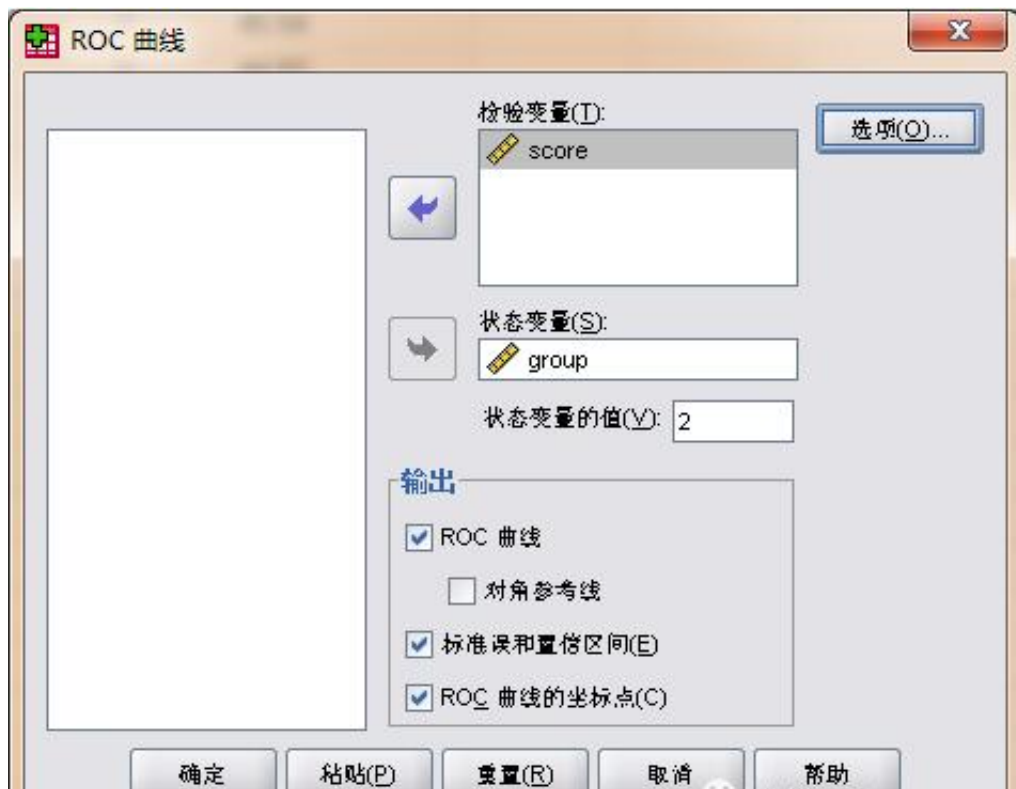 ROC 曲线
检验变量(T):
score
选项(O)...
状态变量(S):
group
状态变量的值(V): 2
输出
ROC 曲线
对角参考线
标准误和置信区间(E)
ROC 曲线的坐标点(C)
确定 粘贴(P) 重置(R) 取消 帮助